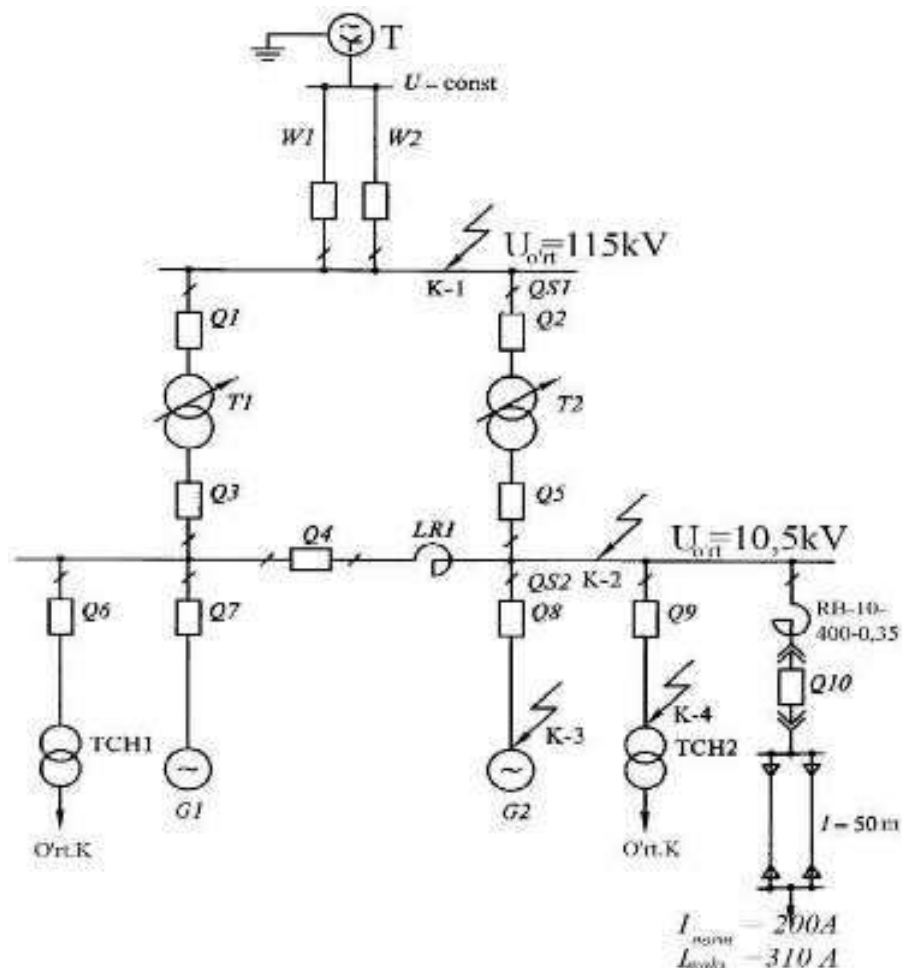 T
U – const
W1 W2
U o'rt=115kV
K-1 QS1
Q1 Q2
T1 T2
Q3 Q5
Q4 LR1 U o'rt=10,5kV
QS2 K-2
Q6 Q7 Q8 Q9
RB-10-
400-0,35
Q10
K-4
TCH1 K-3 TCH2
G1 G2
l – 50 m
O'rt.K O'rt.K
I norm – 200A
–310 A